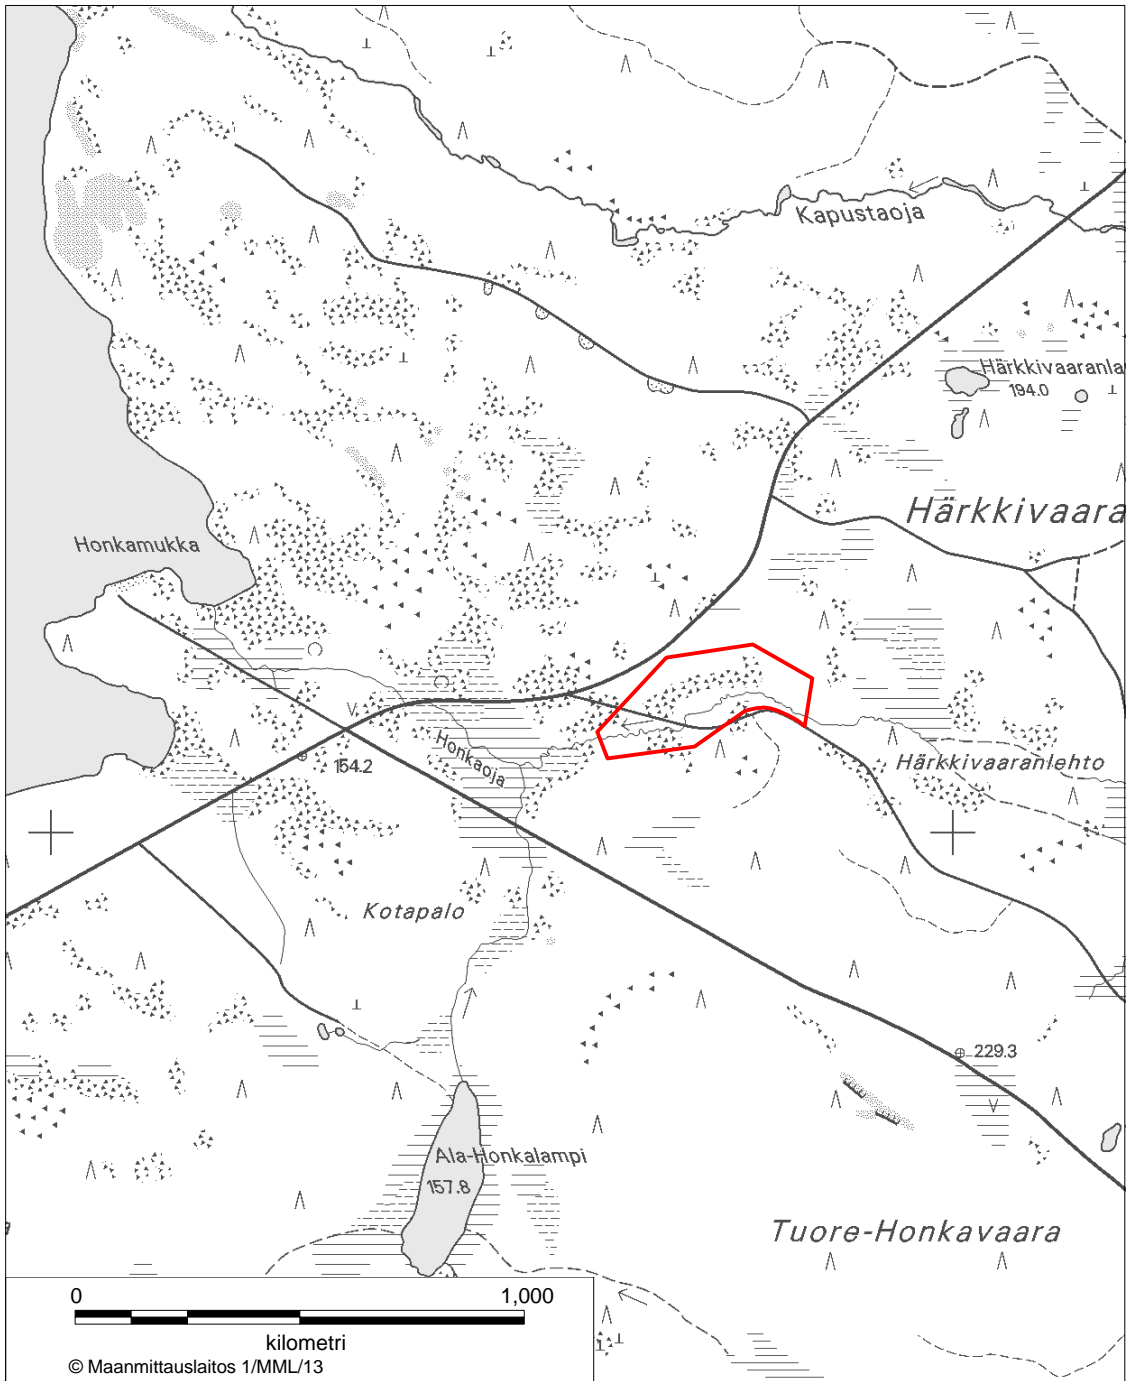 Kapustaoja
Härkkivaaranla
194.0
Härkkivaara
Honkamukka
Honkaoja
154.2
Härkkivaaranlehto
Kotapalo
229.3
Ala-Honkalampi
157.8
Tuore-Honkavaara
0 1,000
kilometri
© Maanmittauslaitos 1/MML/13